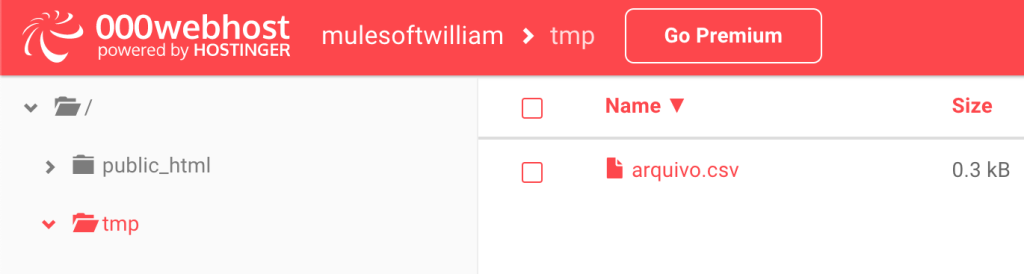 000webhost
powered by HOSTINGER
mulesoftwilliam > tmp
Go Premium
/
public_html
tmp
Name ▼ Size
arquivo.csv 0.3 kB